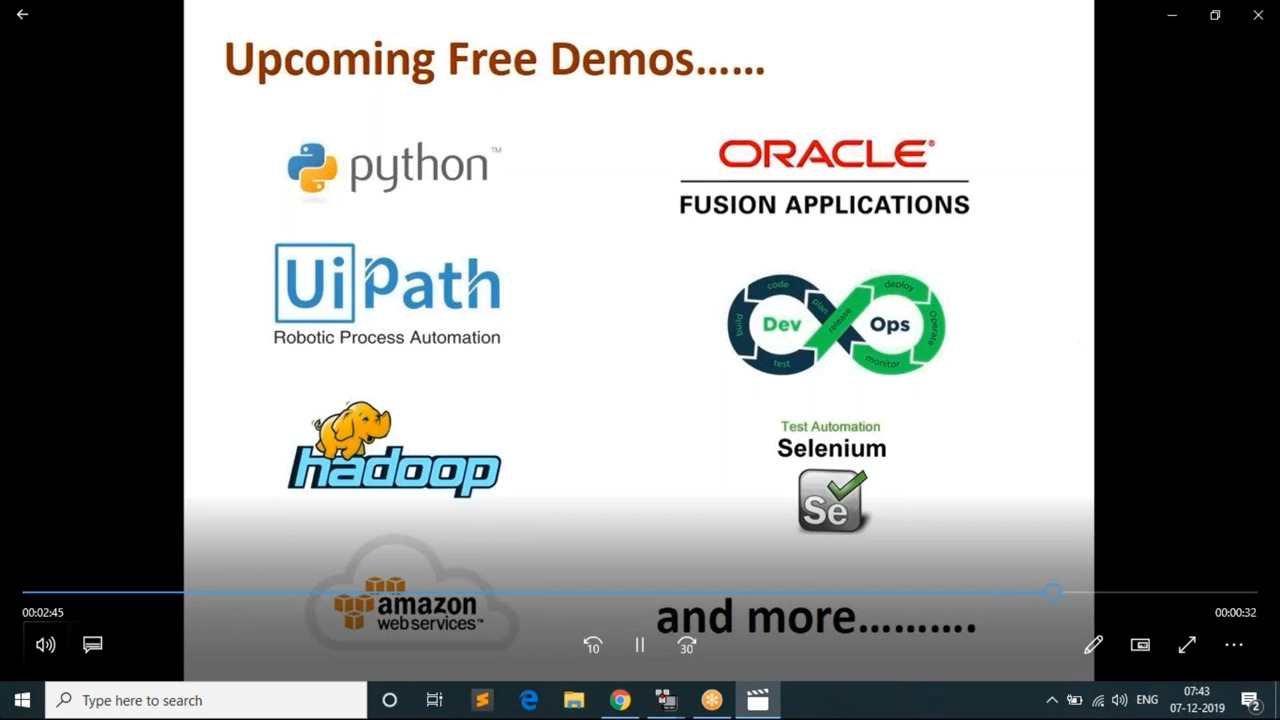 Upcoming Free Demos......
python™
ORACLE®
FUSION APPLICATIONS
UiPath
Robotic Process Automation
code
plan
build
Dev
test
release
deploy
Ops
Operate
monitor
hadoop
Test Automation
Selenium
Se
amazon
webservices™
and more..........
00:02:45
00:00:32
10
30
Type here to search
ENG
07:43
07-12-2019
2